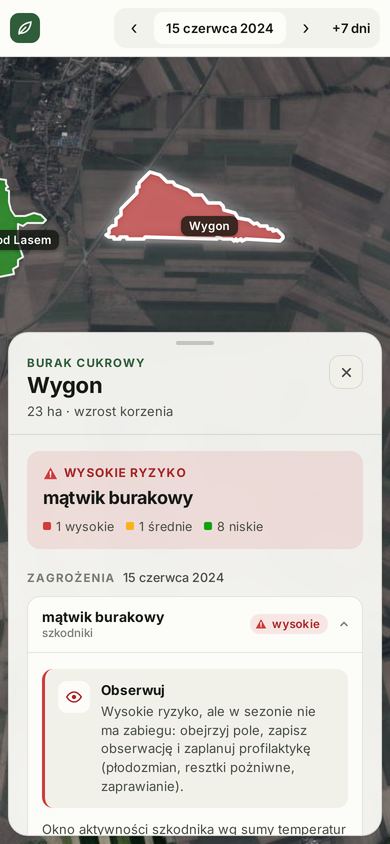 15 czerwca 2024
+7 dni
Wygon
od Lasem
BURAK CUKROWY
Wygon
23 ha · wzrost korzenia
WYSOKIE RYZYKO
mątwik burakowy
1 wysokie 1 średnie 8 niskie
ZAGROŻENIA 15 czerwca 2024
mątwik burakowy
szkodniki
wysokie
Obserwuj
Wysokie ryzyko, ale w sezonie nie
ma zabiegu: obejrzyj pole, zapisz
obserwację i zaplanuj profilaktykę
(płodozmian, resztki pożniwne,
zaprawianie).
Okno aktywności szkodnika wg sumy temperatur